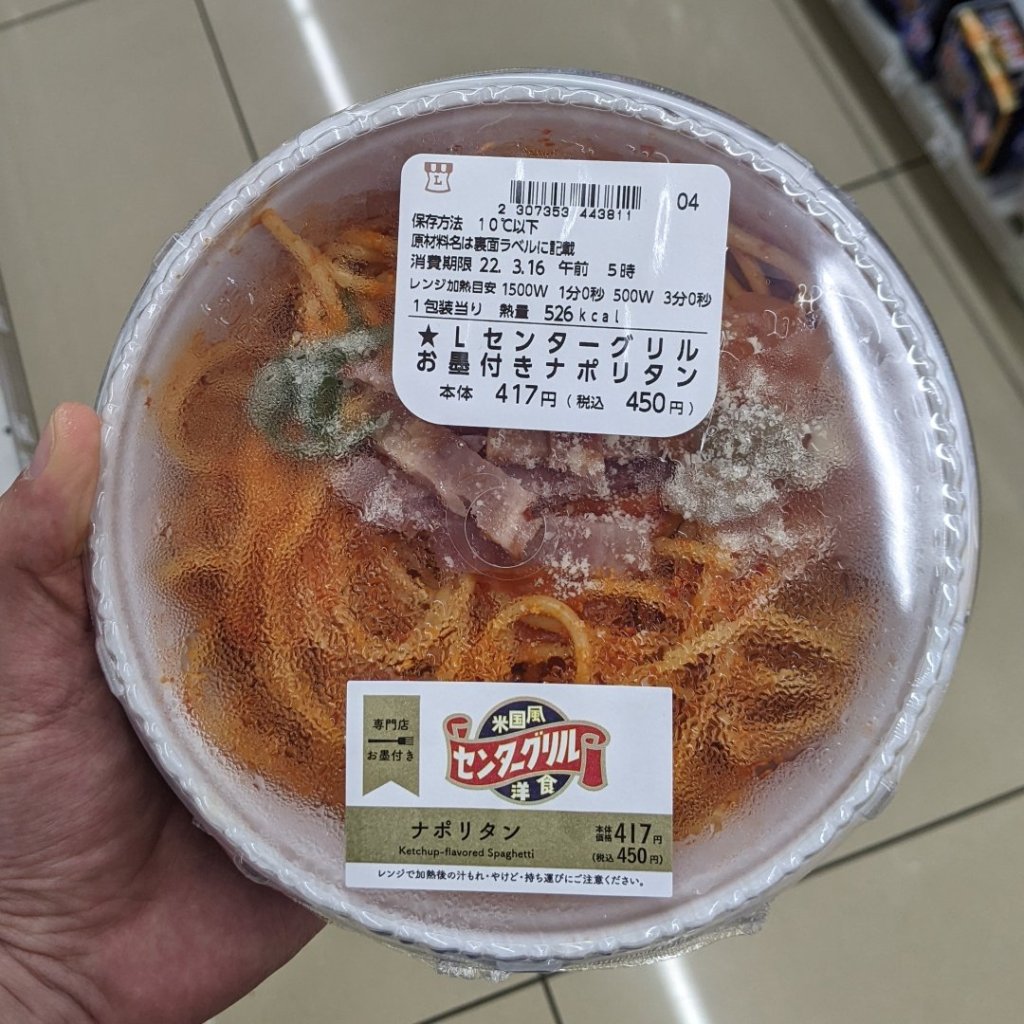 L
04
2 307353 443811
保存方法 10℃以下
原材料名は裏面ラベルに記載
消費期限 22. 3.16 午前 5時
レンジ加熱目安 1500W 1分0秒 500W 3分0秒
1包装当り 熱量 526kcal
★Lセンターグリル
お墨付きナポリタン
本体 417円(税込 450円)
専門店
お墨付き
米国風
センターグリル
洋食
ナポリタン
Ketchup-flavored Spaghetti
本体価格417円
(税込450円)
レンジで加熱後の汁もれ・やけど・持ち運びにご注意ください。